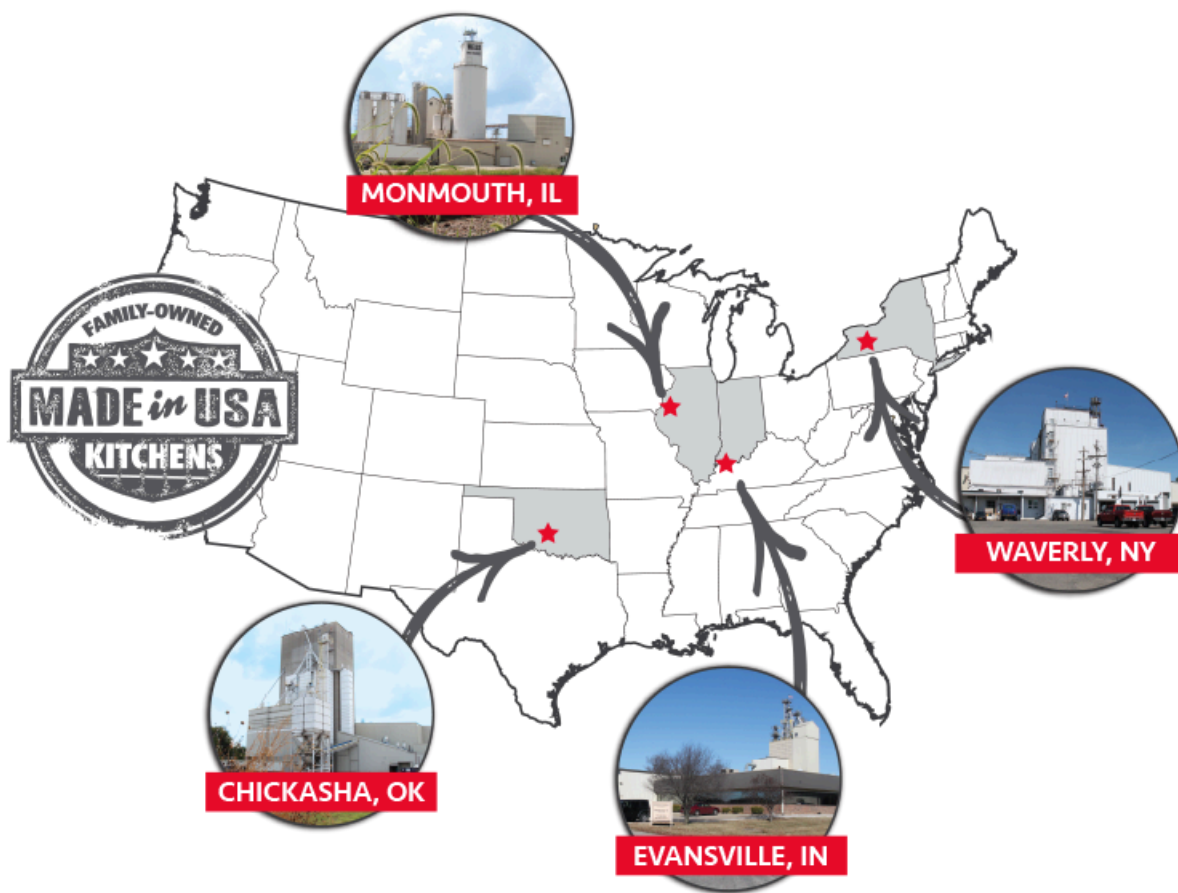 MONMOUTH, IL
FAMILY-OWNED
MADE in USA
KITCHENS
WAVERLY, NY
CHICKASHA, OK
EVANSVILLE, IN